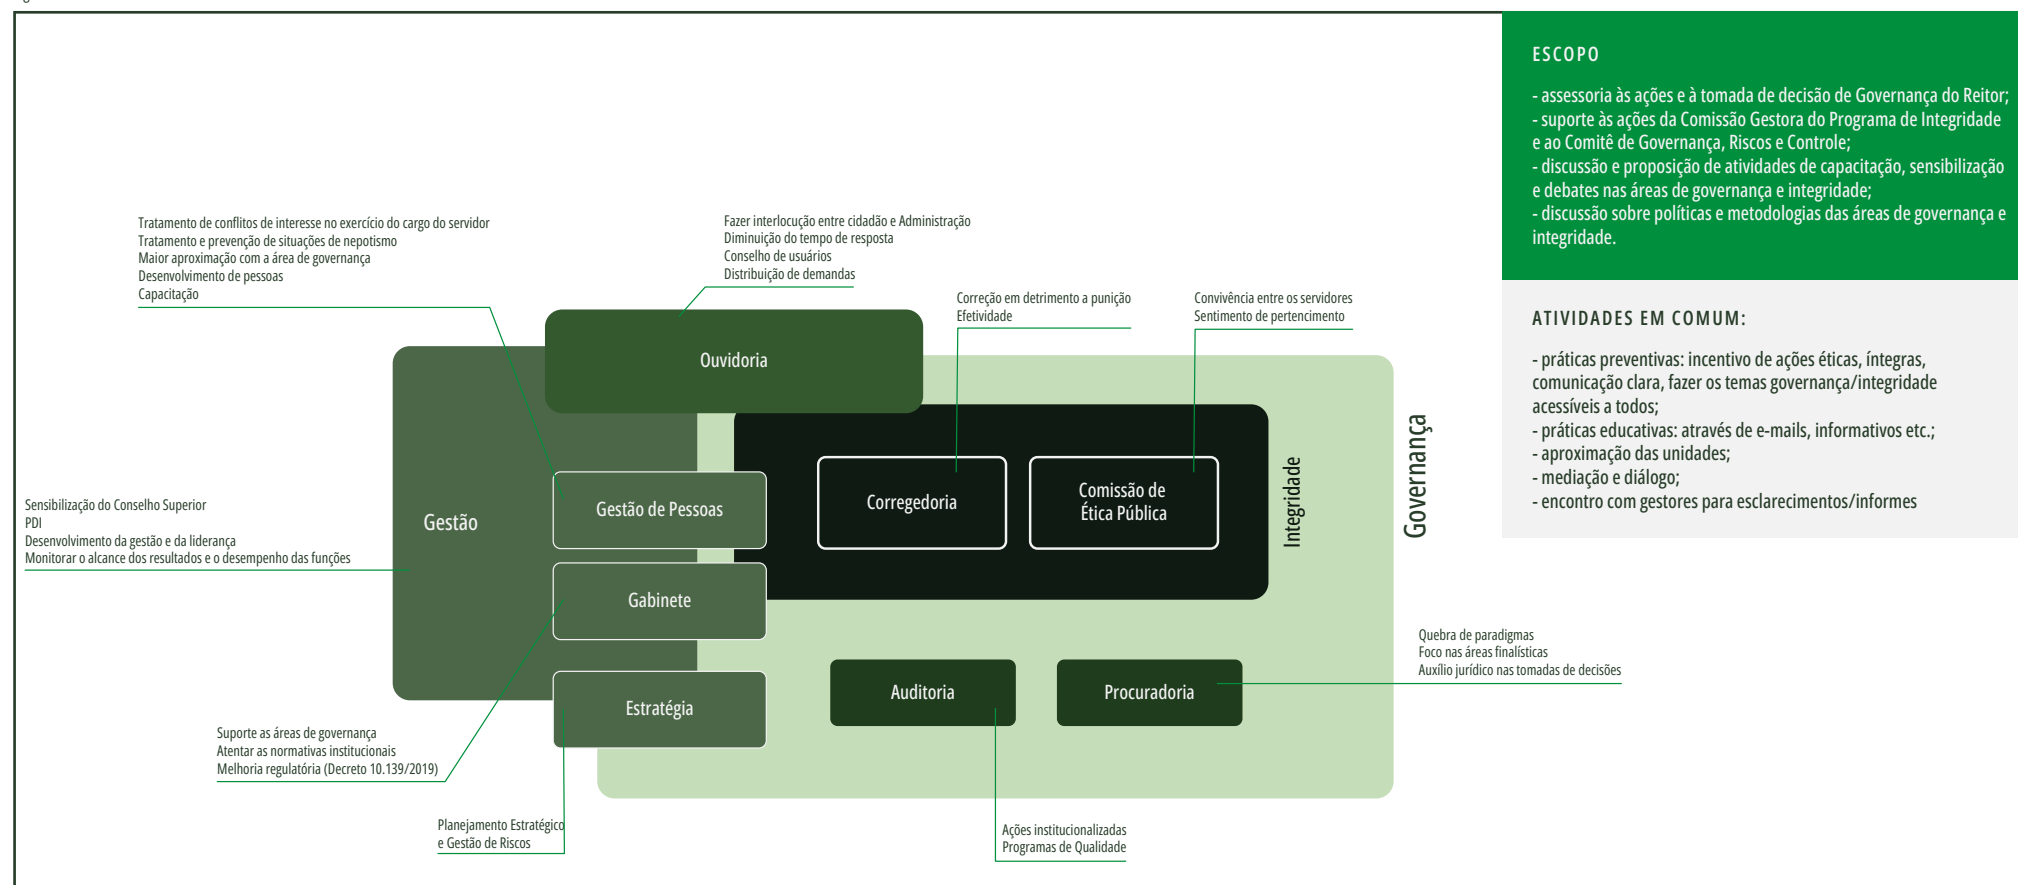 ESCOPO
- assessoria às ações e à tomada de decisão de Governança do Reitor;
- suporte às ações da Comissão Gestora do Programa de Integridade
e ao Comitê de Governança, Riscos e Controle;
- discussão e proposição de atividades de capacitação, sensibilização
e debates nas áreas de governança e integridade;
- discussão sobre políticas e metodologias das áreas de governança e
integridade.
ATIVIDADES EM COMUM:
- práticas preventivas: incentivo de ações éticas, íntegras,
comunicação clara, fazer os temas governança/integridade
acessíveis a todos;
- práticas educativas: através de e-mails, informativos etc.;
- aproximação das unidades;
- mediação e diálogo;
- encontro com gestores para esclarecimentos/informes
Tratamento de conflitos de interesse no exercício do cargo do servidor
Tratamento e prevenção de situações de nepotismo
Maior aproximação com a área de governança
Desenvolvimento de pessoas
Capacitação
Fazer interlocução entre cidadão e Administração
Diminuição do tempo de resposta
Conselho de usuários
Distribuição de demandas
Correção em detrimento a punição
Efetividade
Convivência entre os servidores
Sentimento de pertencimento
Ouvidoria
Sensibilização do Conselho Superior
PDI
Desenvolvimento da gestão e da liderança
Monitorar o alcance dos resultados e o desempenho das funções
Gestão
Gestão de Pessoas
Corregedoria
Comissão de
Ética Pública
Integridade
Governança
Gabinete
Estratégia
Auditoria
Procuradoria
Quebra de paradigmas
Foco nas áreas finalísticas
Auxílio jurídico nas tomadas de decisões
Suporte as áreas de governança
Atentar as normativas institucionais
Melhoria regulatória (Decreto 10.139/2019)
Planejamento Estratégico
e Gestão de Riscos
Ações institucionalizadas
Programas de Qualidade